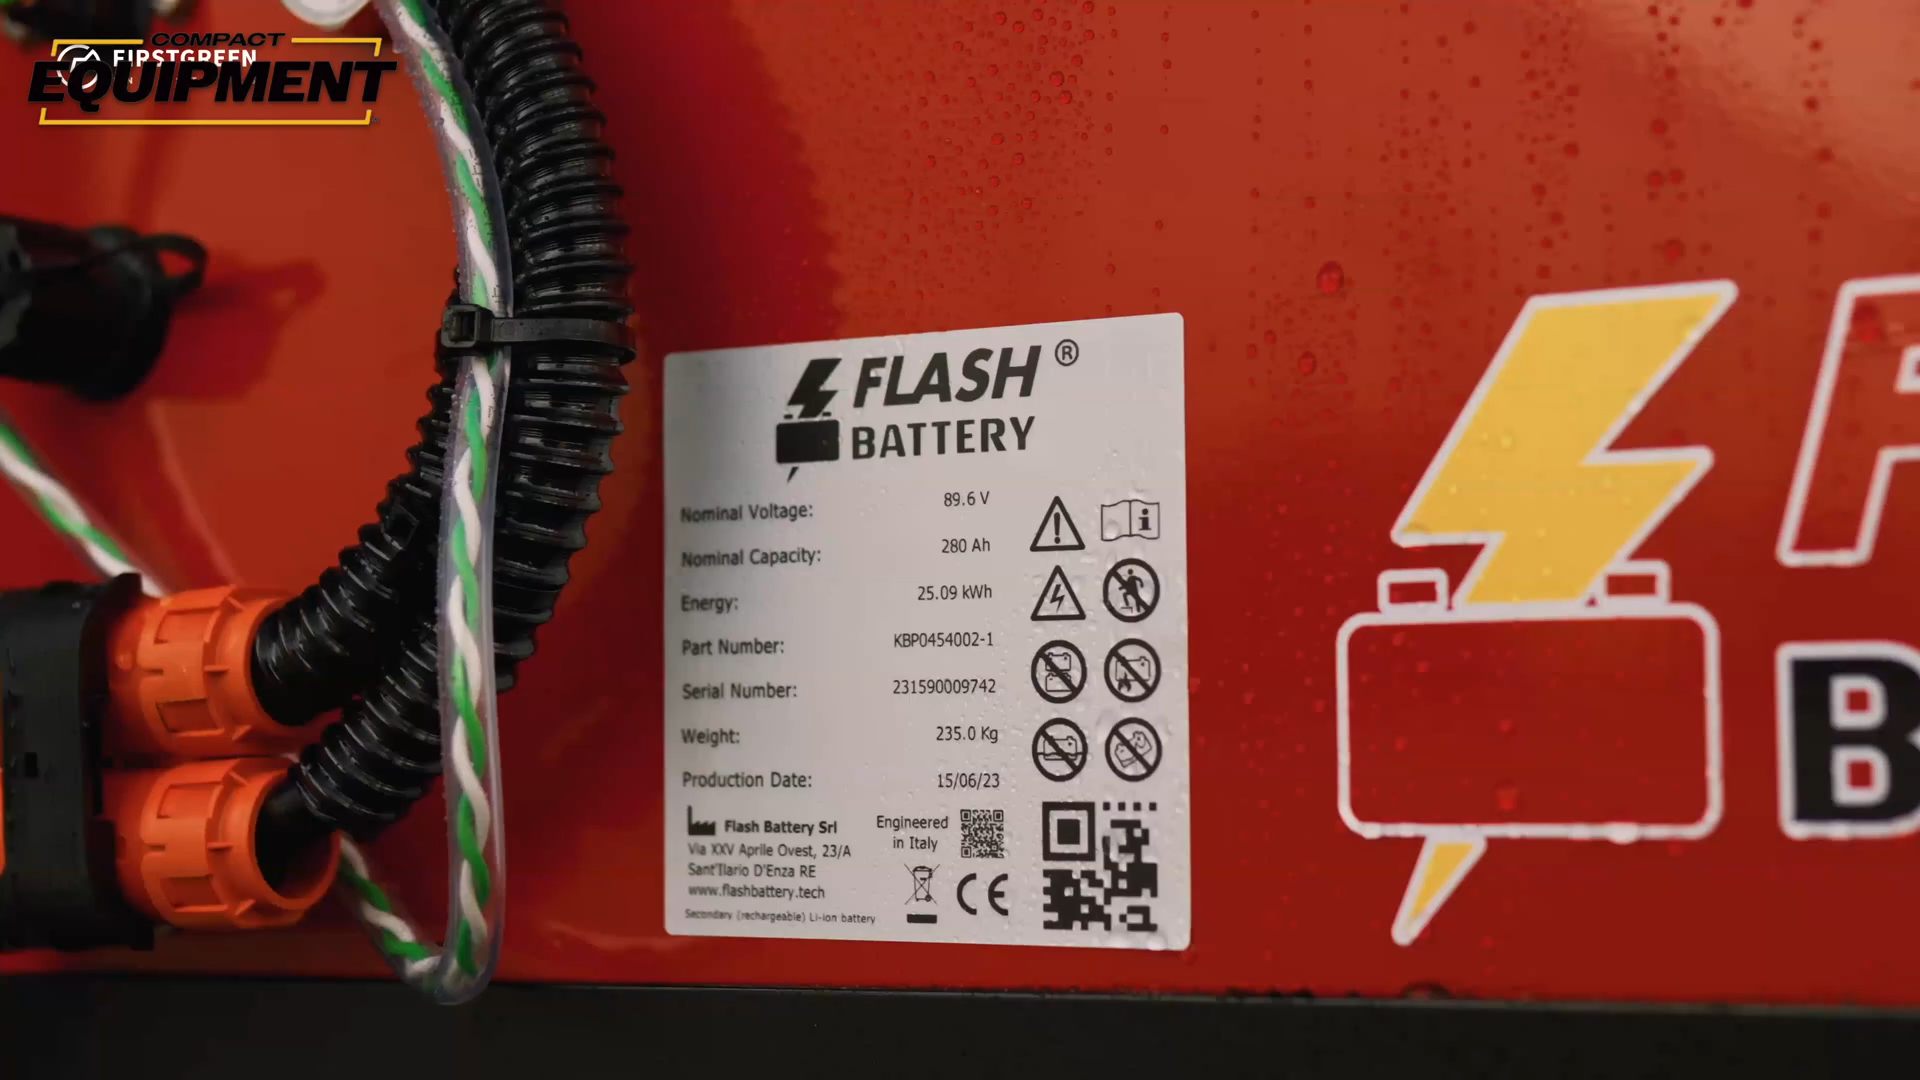 COMPACT
FIRSTGREEN
EQUIPMENT
FLASH ®
BATTERY
Nominal Voltage: 89.6 V
Nominal Capacity: 280 Ah
Energy: 25.09 kWh
Part Number: KBP0454002-1
Serial Number: 231590009742
Weight: 235.0 Kg
Production Date: 15/06/23
Flash Battery Srl
Via XXV Aprile Ovest, 23/A
Sant'Ilario D'Enza RE
www.flashbattery.tech
Secondary (rechargeable) Li-ion battery
Engineered
in Italy
CE
B